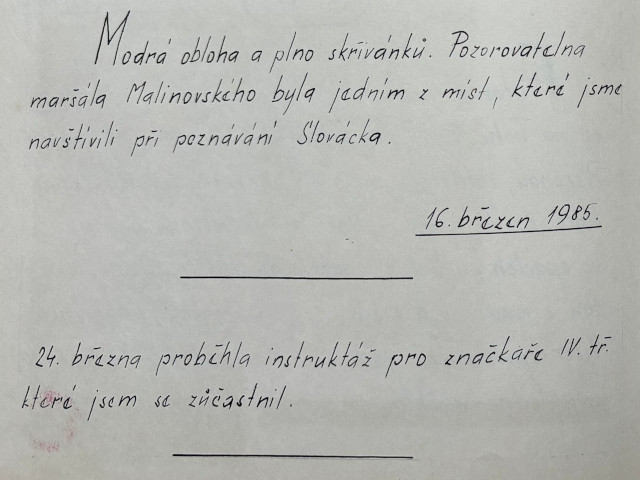 Modrá obloha a plno skřivánků. Pozorovatelna
maršála Malinovského byla jedním z míst, které jsme
navštívili při poznávání Slovácka.
16. březen 1985.
24. března proběhla instruktáž pro značkaře IV. tř.
které jsem se zůčastnil.